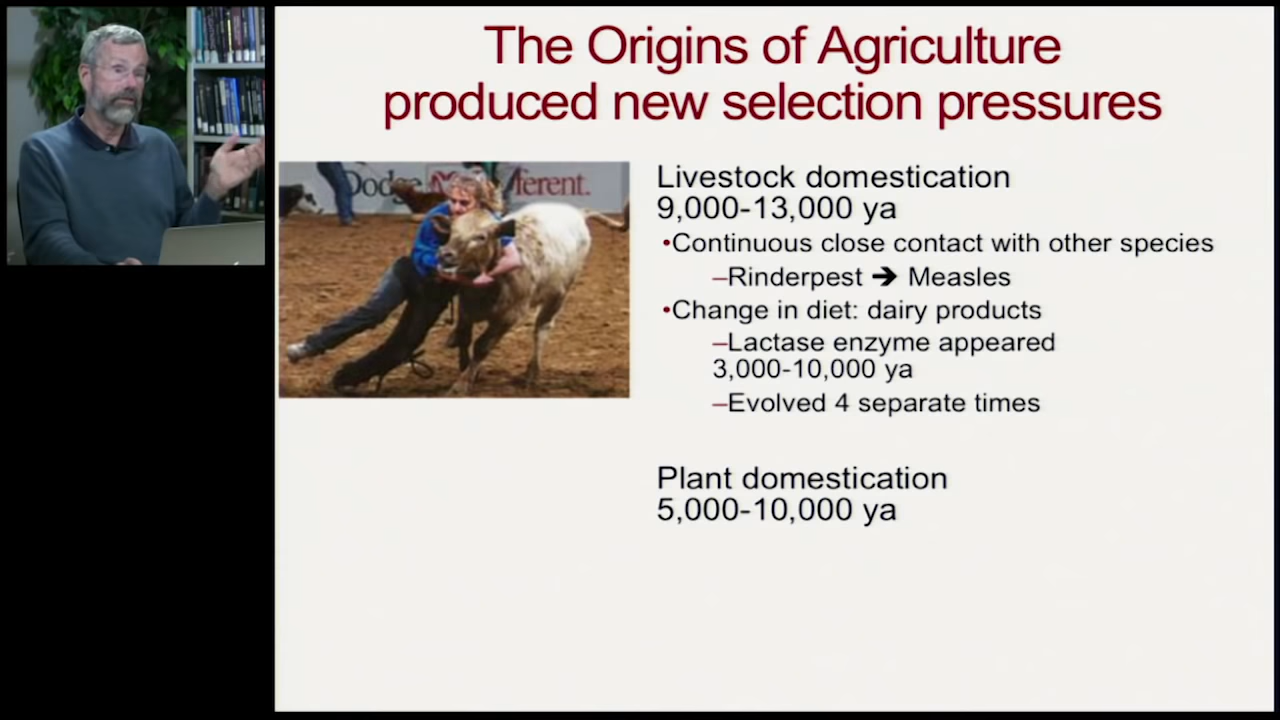 The Origins of Agriculture
produced new selection pressures
Dodge
fferent.
Livestock domestication
9,000-13,000 ya
•Continuous close contact with other species
–Rinderpest ➔ Measles
•Change in diet: dairy products
–Lactase enzyme appeared
3,000-10,000 ya
–Evolved 4 separate times
Plant domestication
5,000-10,000 ya